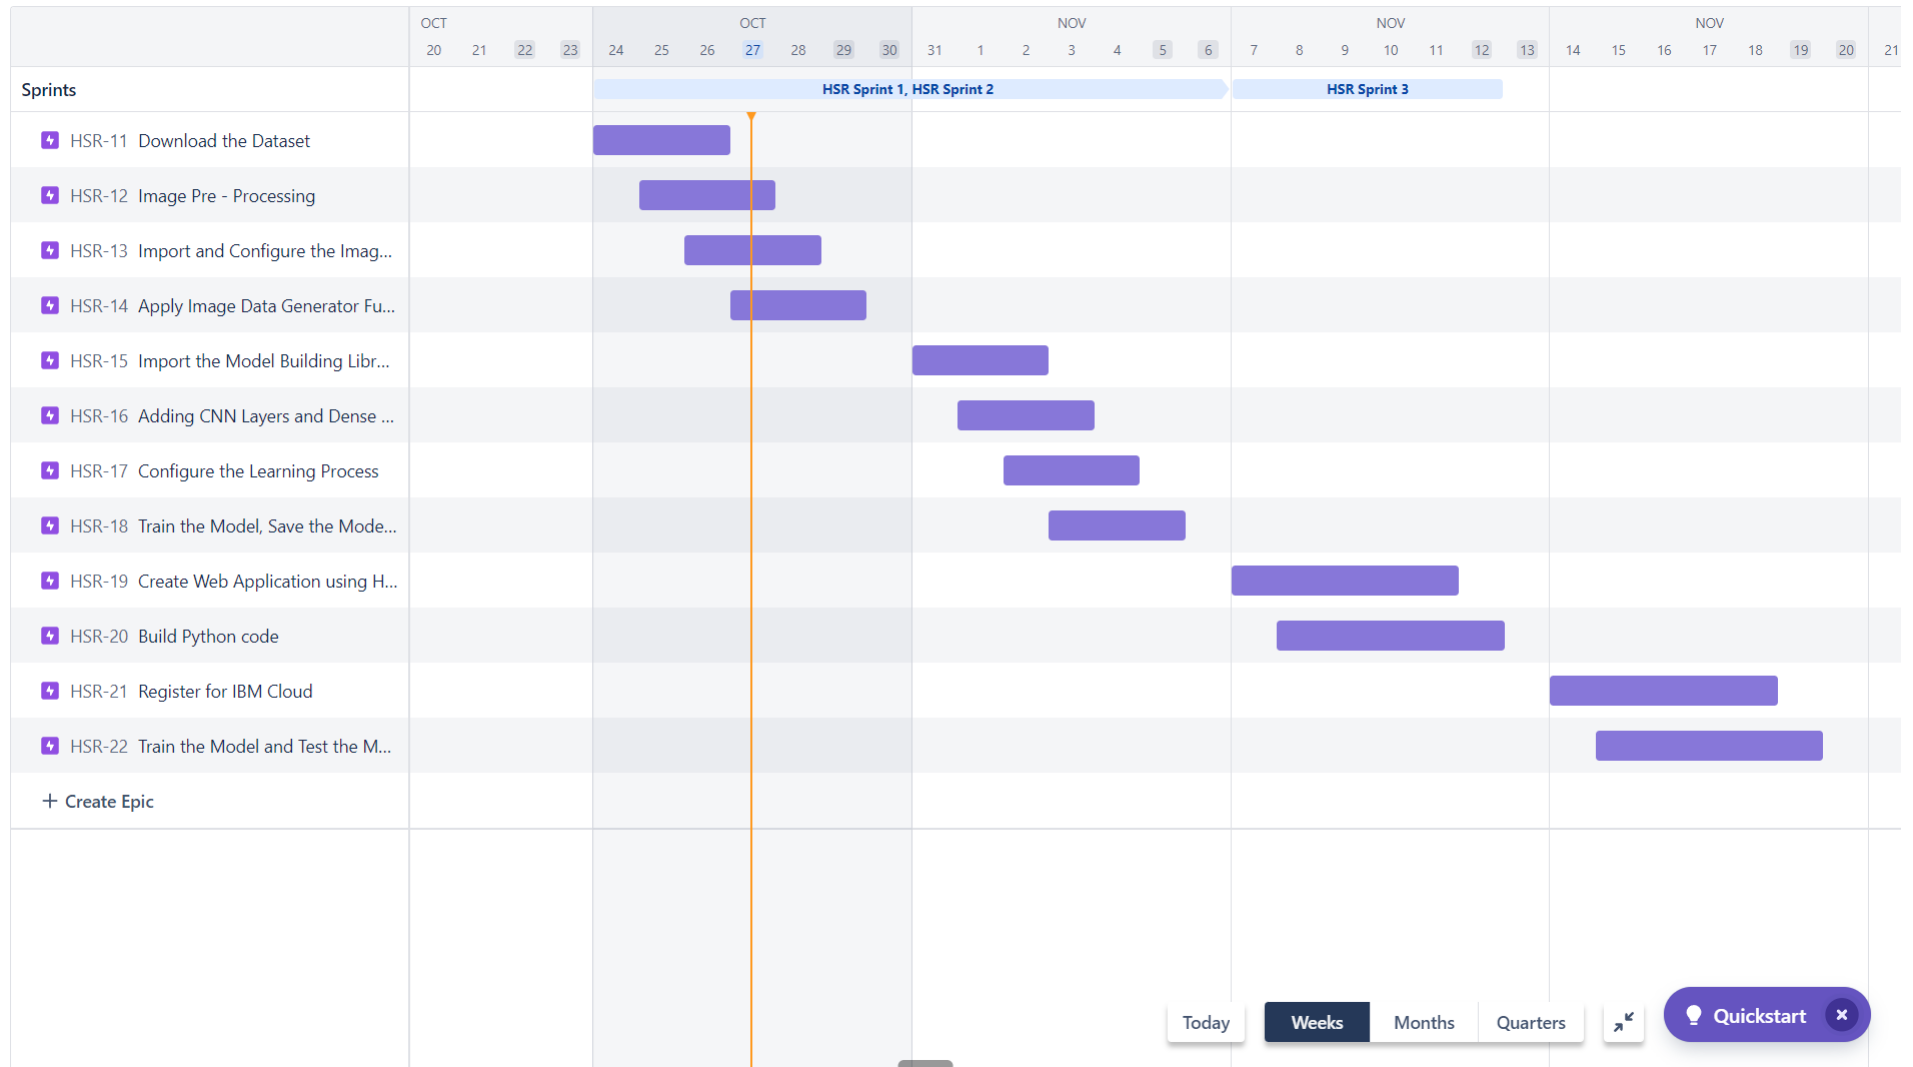 OCT OCT NOV NOV NOV
20 21 22 23 24 25 26 27 28 29 30 31 1 2 3 4 5 6 7 8 9 10 11 12 13 14 15 16 17 18 19 20 21
Sprints HSR Sprint 1, HSR Sprint 2 HSR Sprint 3
HSR-11 Download the Dataset
HSR-12 Image Pre - Processing
HSR-13 Import and Configure the Imag...
HSR-14 Apply Image Data Generator Fu...
HSR-15 Import the Model Building Libr...
HSR-16 Adding CNN Layers and Dense ...
HSR-17 Configure the Learning Process
HSR-18 Train the Model, Save the Mode...
HSR-19 Create Web Application using H...
HSR-20 Build Python code
HSR-21 Register for IBM Cloud
HSR-22 Train the Model and Test the M...
+ Create Epic
Today Weeks Months Quarters Quickstart